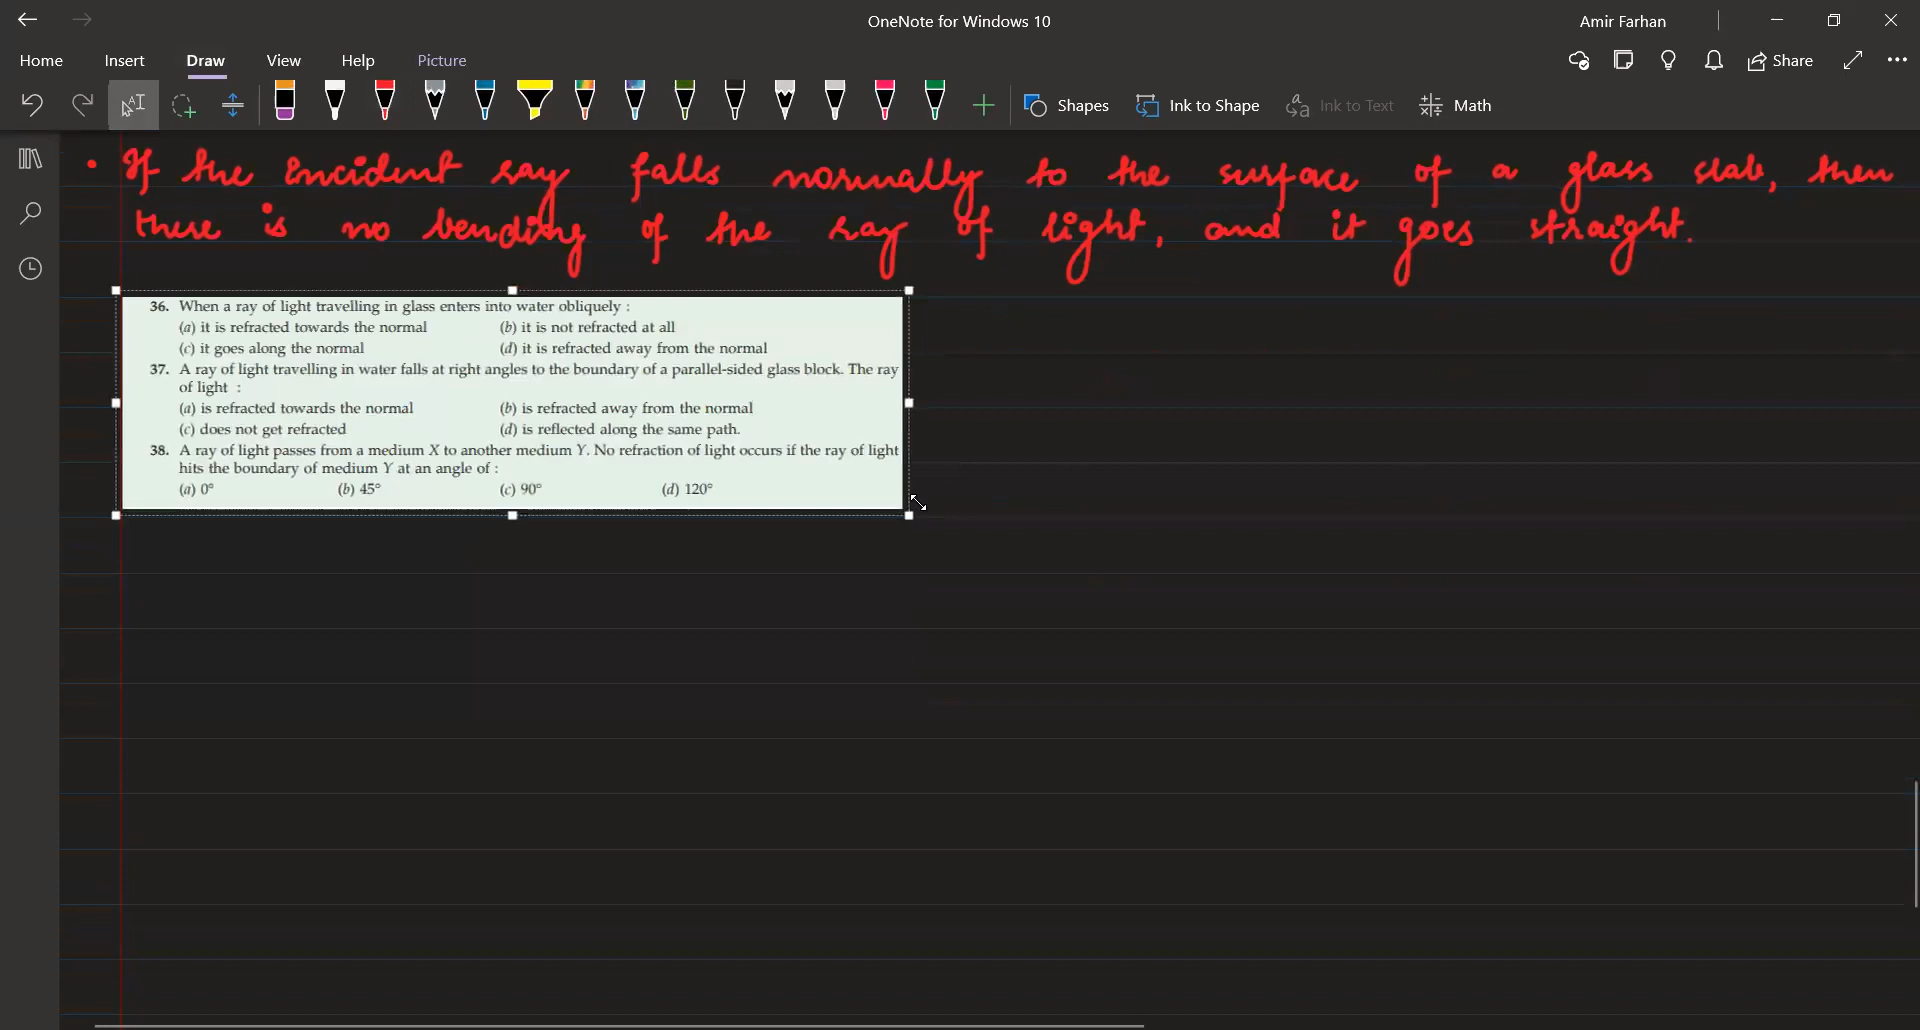 OneNote for Windows 10
Amir Farhan
Home Insert Draw View Help Picture
Share
Shapes Ink to Shape Ink to Text Math
• If the incident ray falls normally to the surface of a glass slab, then
there is no bending of the ray of light, and it goes straight.
36. When a ray of light travelling in glass enters into water obliquely :
(a) it is refracted towards the normal (b) it is not refracted at all
(c) it goes along the normal (d) it is refracted away from the normal
37. A ray of light travelling in water falls at right angles to the boundary of a parallel-sided glass block. The ray
of light :
(a) is refracted towards the normal (b) is refracted away from the normal
(c) does not get refracted (d) is reflected along the same path.
38. A ray of light passes from a medium X to another medium Y. No refraction of light occurs if the ray of light
hits the boundary of medium Y at an angle of :
(a) 0° (b) 45° (c) 90° (d) 120°